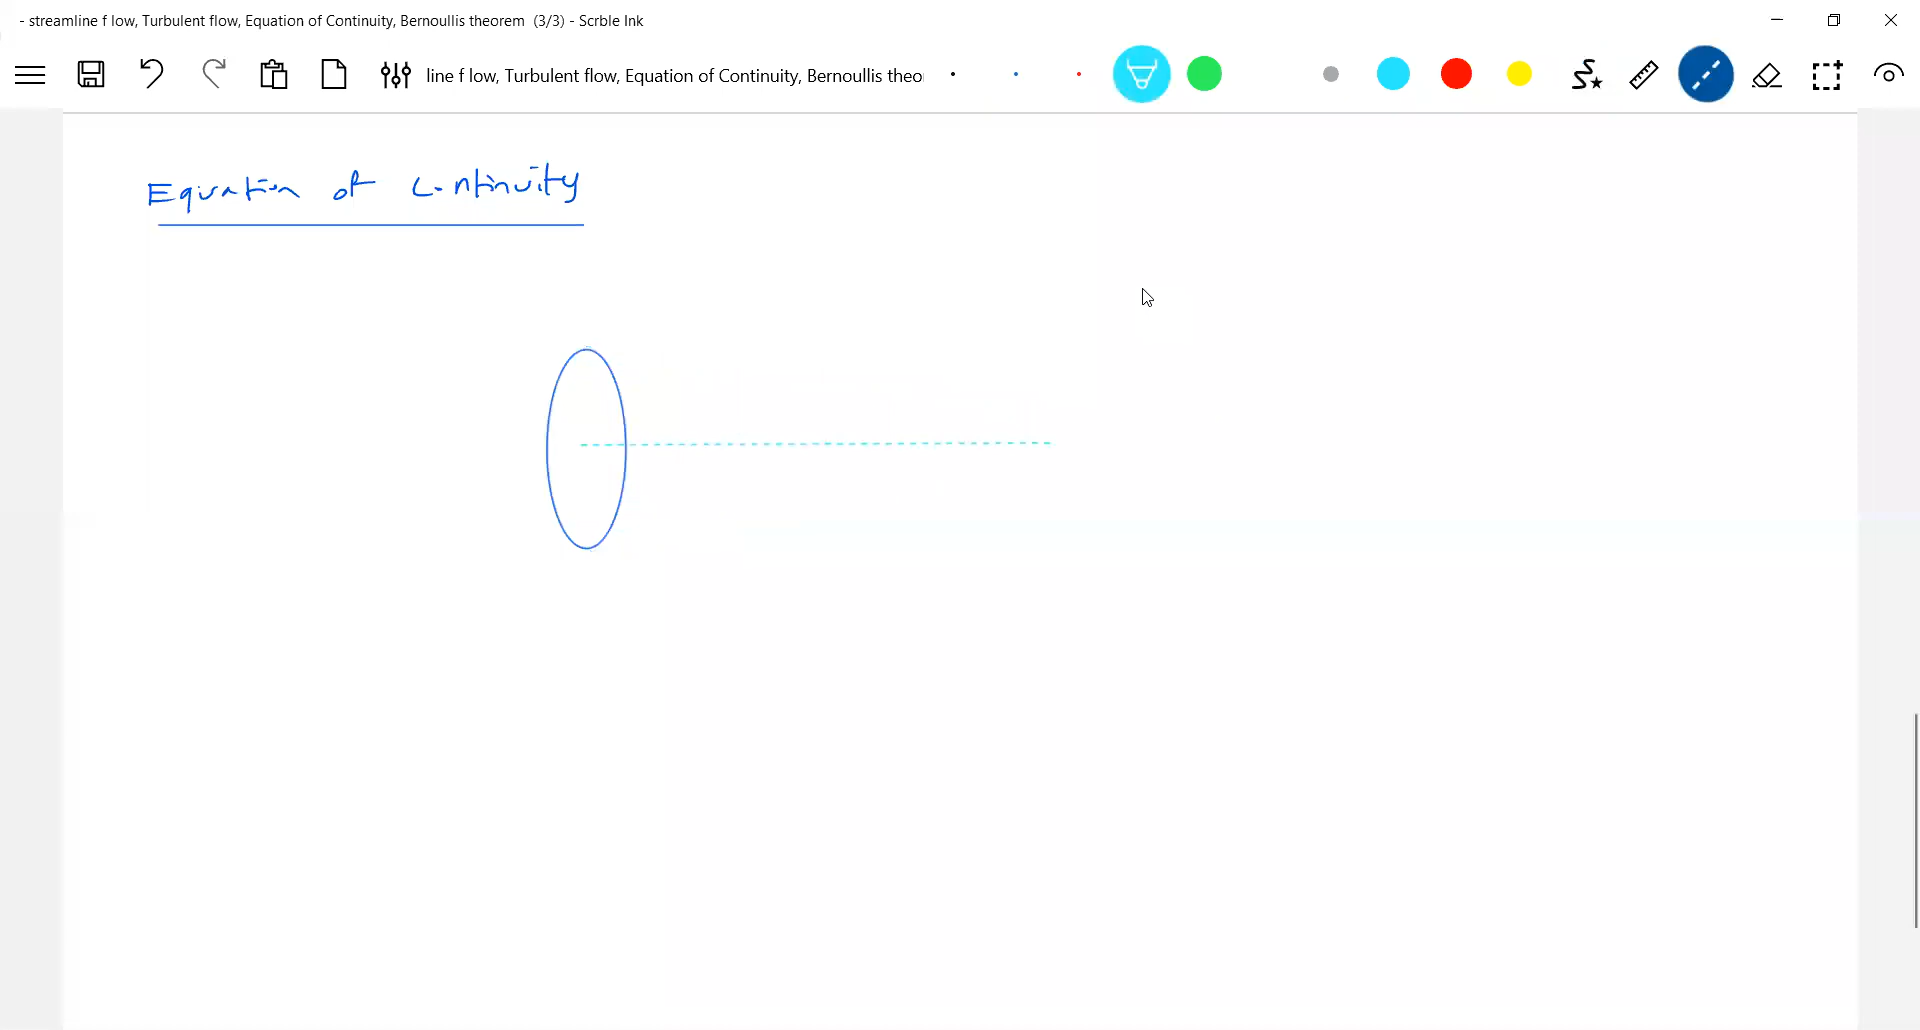 - streamline f low, Turbulent flow, Equation of Continuity, Bernoullis theorem (3/3) - Scrble Ink
line f low, Turbulent flow, Equation of Continuity, Bernoullis theo
Equation of Continuity